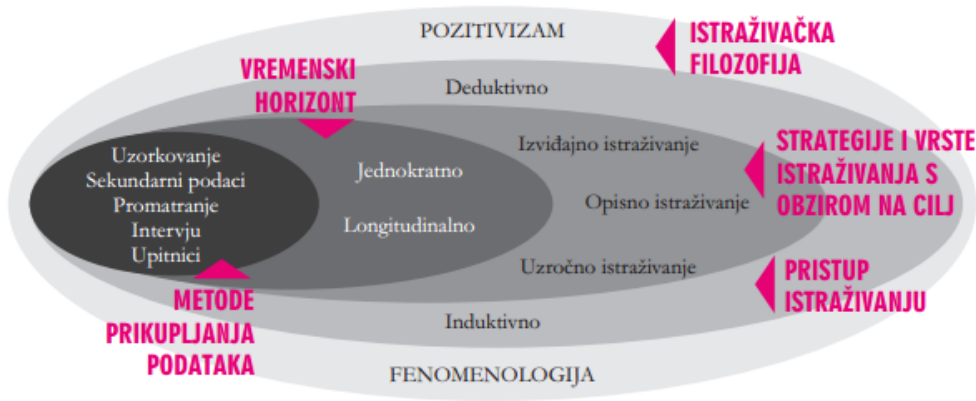 POZITIVIZAM
ISTRAŽIVAČKA
FILOZOFIJA
VREMENSKI
HORIZONT
Deduktivno
Izviđajno istraživanje
STRATEGIJE I VRSTE
ISTRAŽIVANJA S
OBZIROM NA CILJ
Uzorkovanje
Sekundarni podaci
Promatranje
Intervju
Upitnici
Jednokratno
Longitudinalno
Opisno istraživanje
Uzročno istraživanje
PRISTUP
ISTRAŽIVANJU
METODE
PRIKUPLJANJA
PODATAKA
Induktivno
FENOMENOLOGIJA